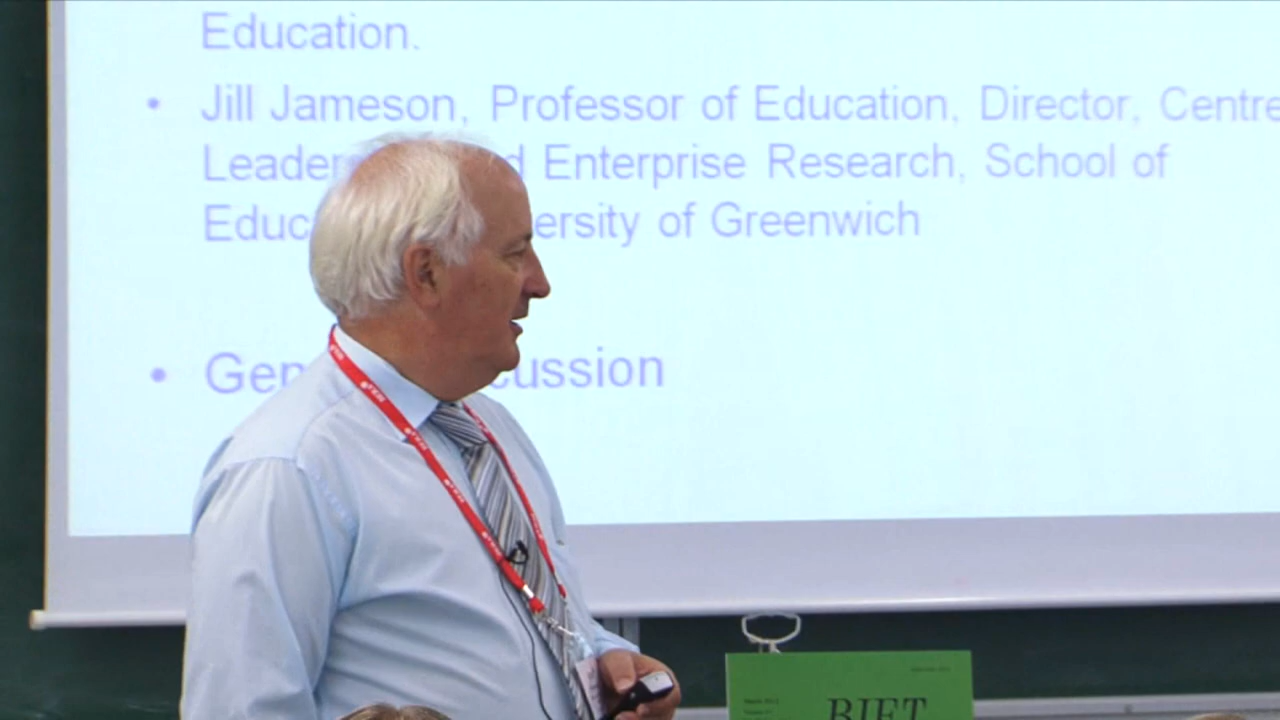 Education.
• Jill Jameson, Professor of Education, Director, Centre
Leader d Enterprise Research, School of
Educ ersity of Greenwich
• Gen cussion
BJET